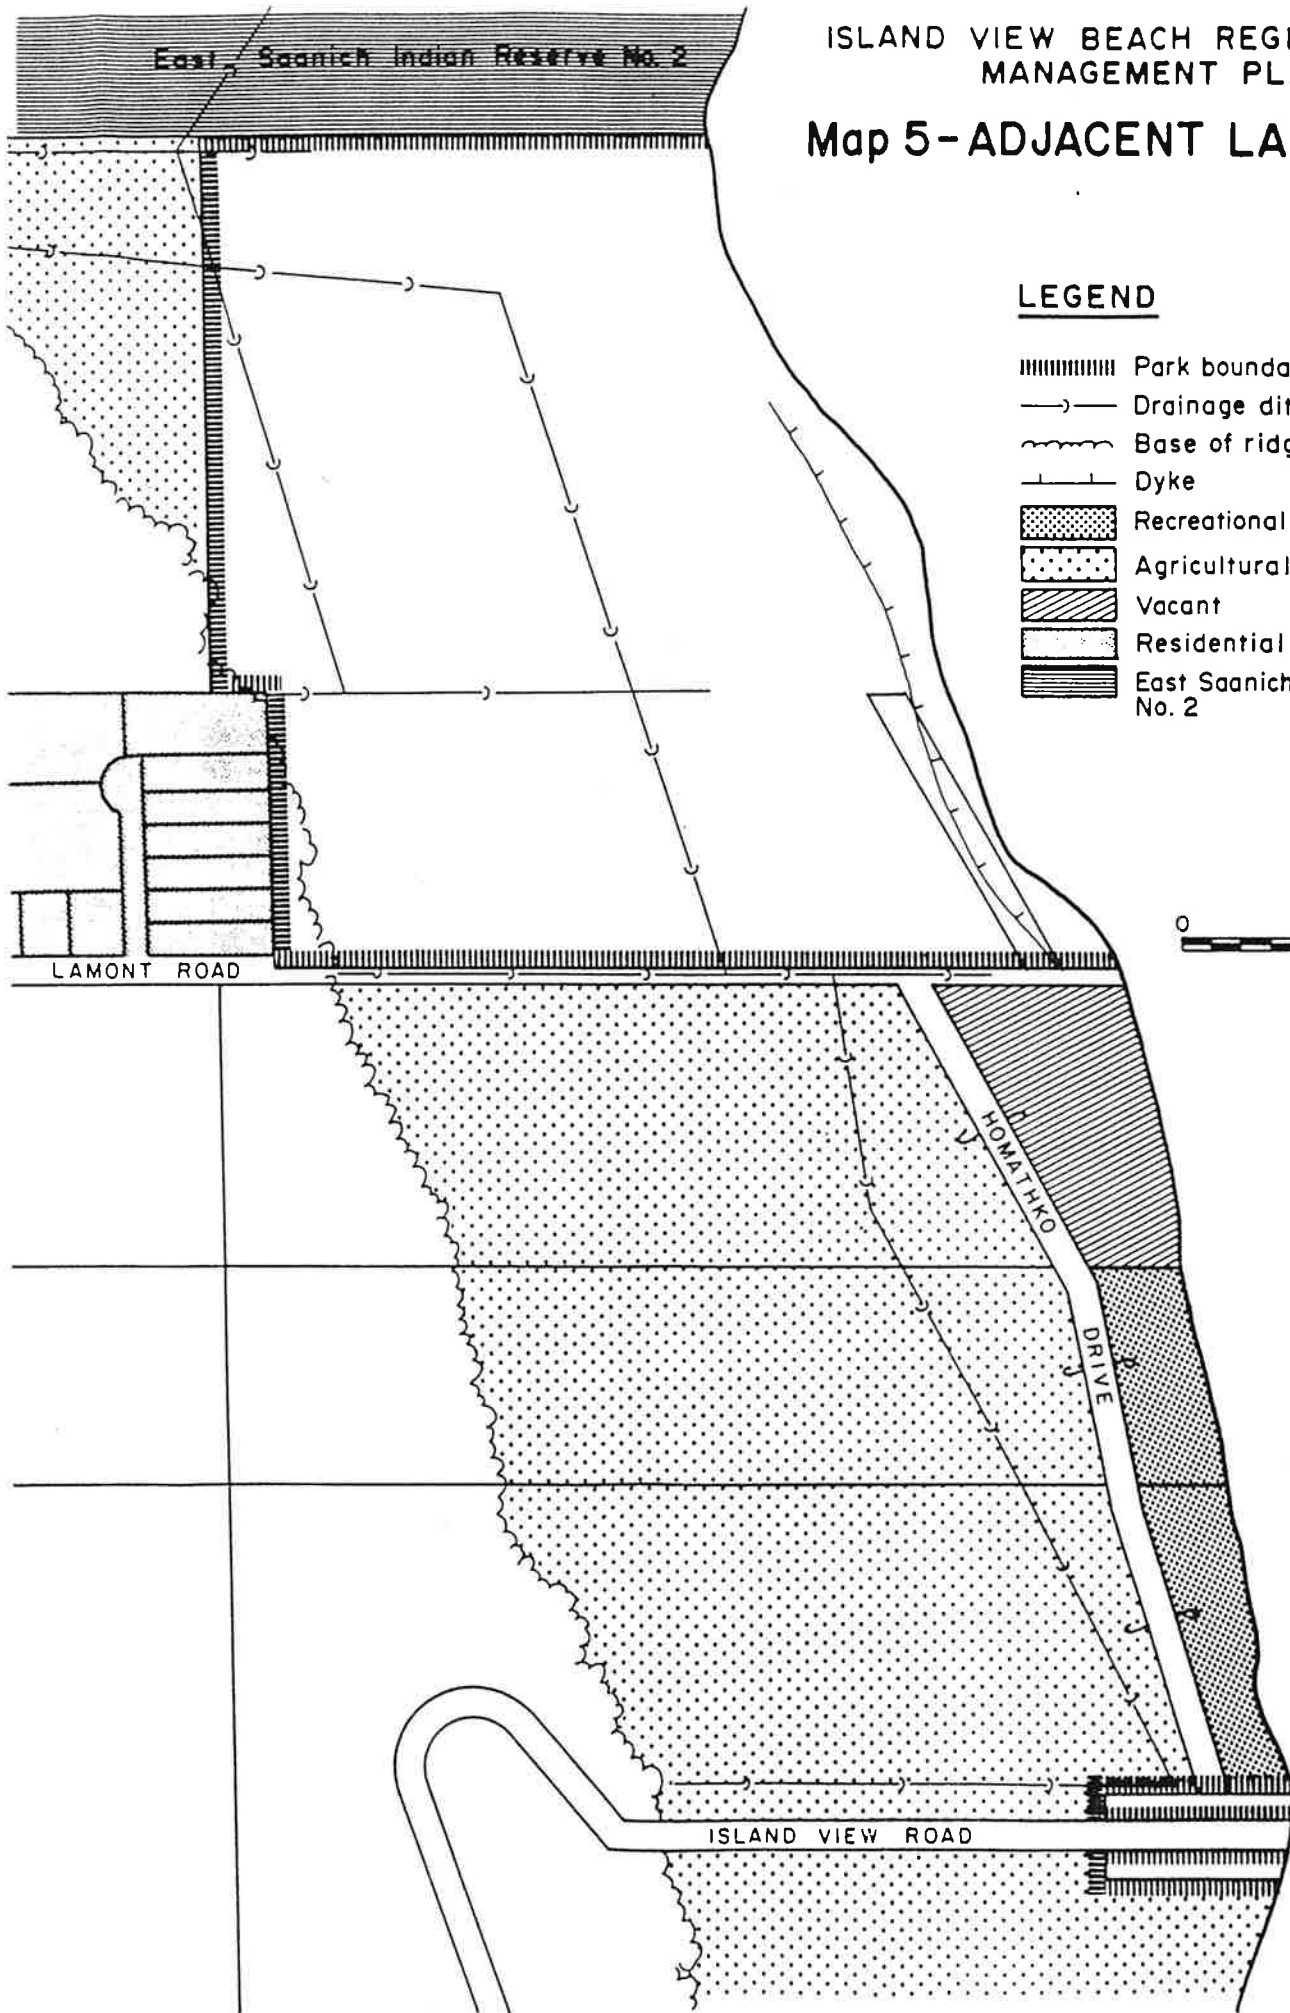 ISLAND VIEW BEACH REGI
MANAGEMENT PL
Map 5-ADJACENT LA
East Saanich Indian Reserve No. 2
LEGEND
Park bounda
Drainage dit
Base of ridg
Dyke
Recreational
Agricultural
Vacant
Residential
East Saanich
No. 2
0
LAMONT ROAD
HOMATHKO
DRIVE
ISLAND VIEW ROAD